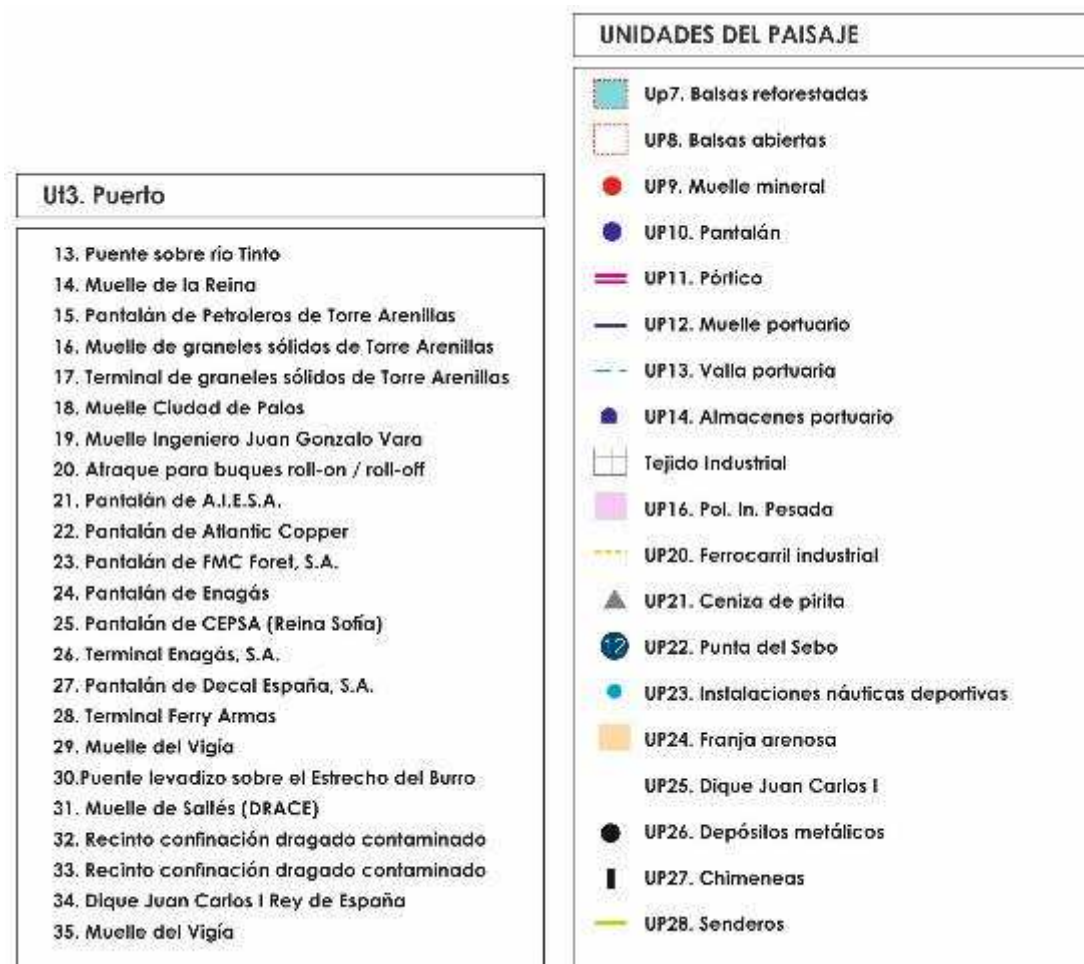 Ut3. Puerto
13. Puente sobre río Tinto
14. Muelle de la Reina
15. Pantalán de Petroleros de Torre Arenillas
16. Muelle de graneles sólidos de Torre Arenillas
17. Terminal de graneles sólidos de Torre Arenillas
18. Muelle Ciudad de Palos
19. Muelle Ingeniero Juan Gonzalo Vara
20. Atraque para buques roll-on / roll-off
21. Pantalán de A.I.E.S.A.
22. Pantalán de Atlantic Copper
23. Pantalán de FMC Foret, S.A.
24. Pantalán de Enagás
25. Pantalán de CEPSA (Reina Sofía)
26. Terminal Enagás, S.A.
27. Pantalán de Decal España, S.A.
28. Terminal Ferry Armas
29. Muelle del Vigía
30.Puente levadizo sobre el Estrecho del Burro
31. Muelle de Saltés (DRACE)
32. Recinto confinación dragado contaminado
33. Recinto confinación dragado contaminado
34. Dique Juan Carlos I Rey de España
35. Muelle del Vigía
UNIDADES DEL PAISAJE
Up7. Balsas reforestadas
UP8. Balsas abiertas
UP9. Muelle mineral
UP10. Pantalán
UP11. Pórtico
UP12. Muelle portuario
UP13. Valla portuaria
UP14. Almacenes portuario
Tejido Industrial
UP16. Pol. In. Pesada
UP20. Ferrocarril industrial
UP21. Ceniza de pirita
12 UP22. Punta del Sebo
UP23. Instalaciones náuticas deportivas
UP24. Franja arenosa
UP25. Dique Juan Carlos I
UP26. Depósitos metálicos
UP27. Chimeneas
UP28. Senderos